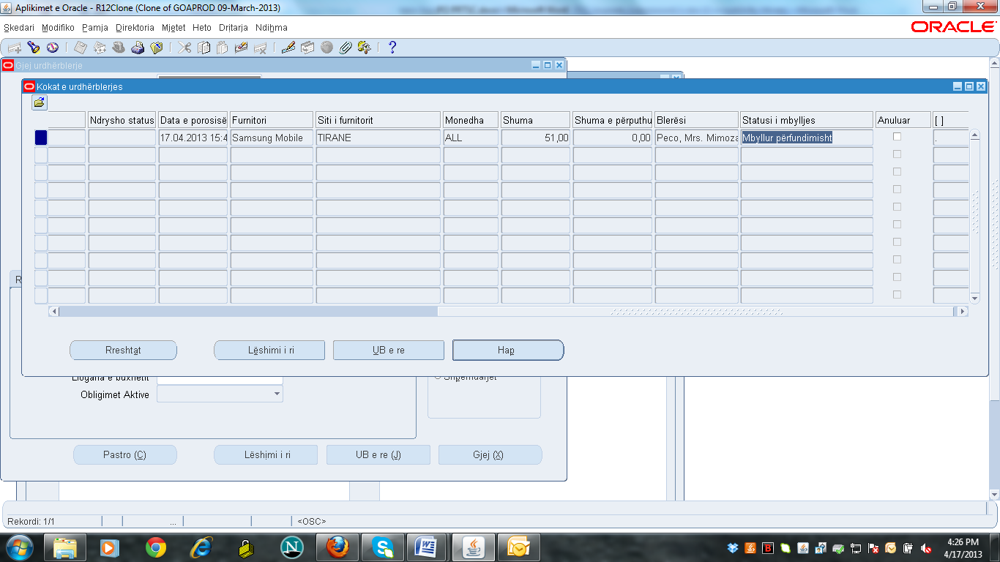 Aplikimet e Oracle - R12Clone (Clone of GOAPROD 09-March-2013)
Skedari Modifiko Pamja Direktoria Mjetet Heto Dritarja Ndihma
ORACLE
Gjej urdhërblerje
Kokat e urdhërblerjes
Ndrysho status Data e porosisë Furnitori Siti i furnitorit Monedha Shuma Shuma e përputhu Blerësi Statusi i mbylljes Anuluar [ ]
17.04.2013 15:4 Samsung Mobile TIRANE ALL 51,00 0,00 Peco, Mrs. Mimoza Mbyllur përfundimisht .
R
Rreshtat Lëshimi i ri UB e re Hap
Llogaria e buxhetit Shpërndarjet
Obligimet Aktive
Pastro (C) Lëshimi i ri UB e re (J) Gjej (X)
Rekordi: 1/1 ... <OSC>
4:26 PM
4/17/2013